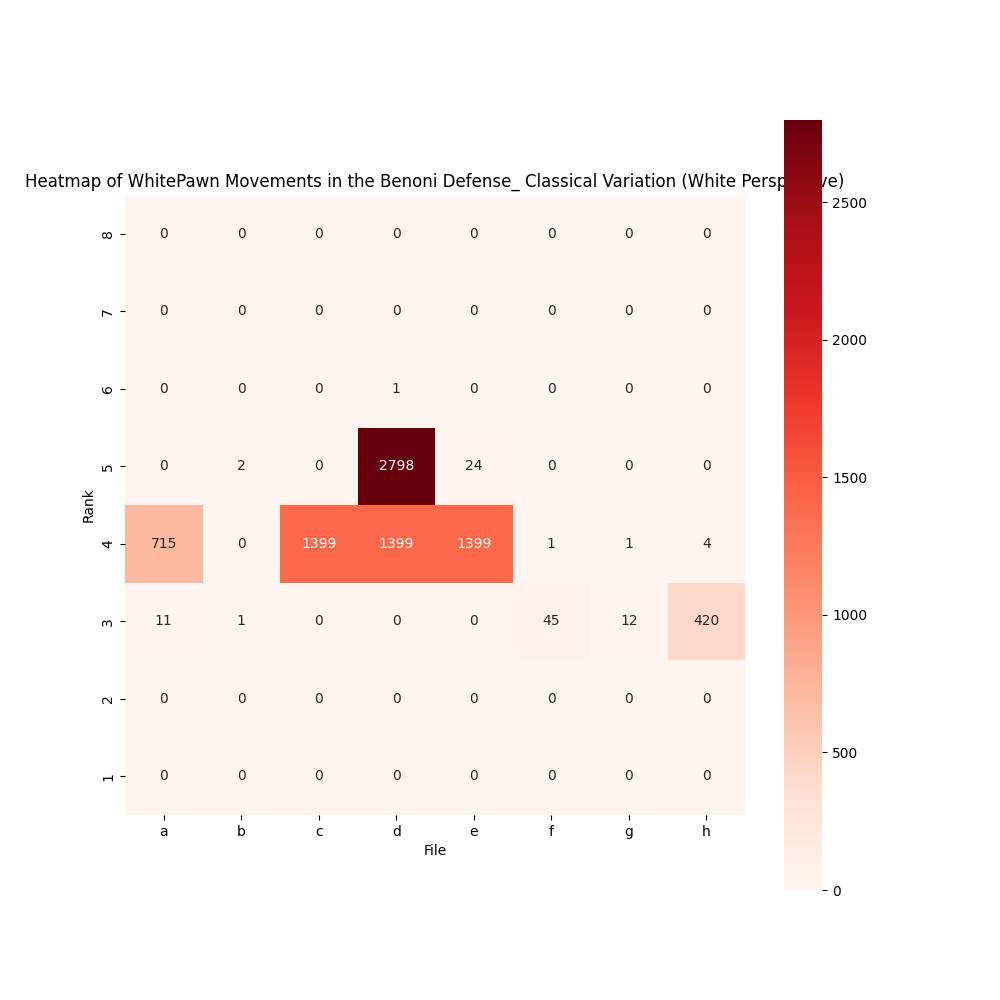 Heatmap of WhitePawn Movements in the Benoni Defense_ Classical Variation (White Perspective)
8 0 0 0 0 0 0 0 0
7 0 0 0 0 0 0 0 0
6 0 0 0 1 0 0 0 0
5 0 2 0 2798 24 0 0 0
Rank
4 715 0 1399 1399 1399 1 1 4
3 11 1 0 0 0 45 12 420
2 0 0 0 0 0 0 0 0
1 0 0 0 0 0 0 0 0
a b c d e f g h
File
2500
2000
1500
1000
500
0